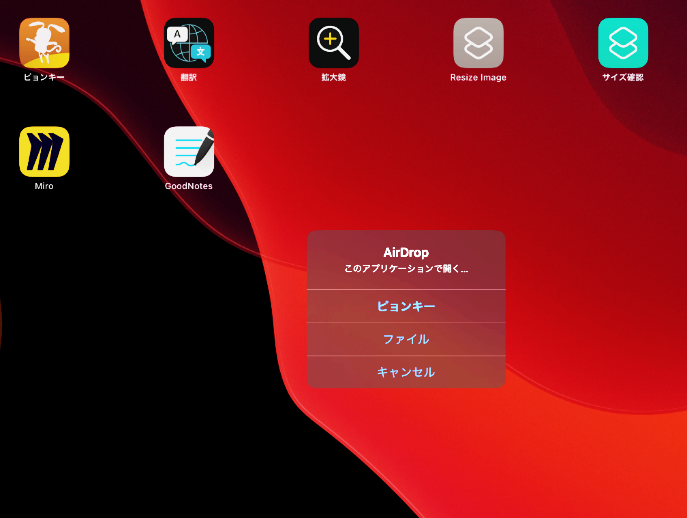 ピョンキー
翻訳
拡大鏡
Resize Image
サイズ確認
A
文
Miro
GoodNotes
AirDrop
このアプリケーションで開く...
ピョンキー
ファイル
キャンセル